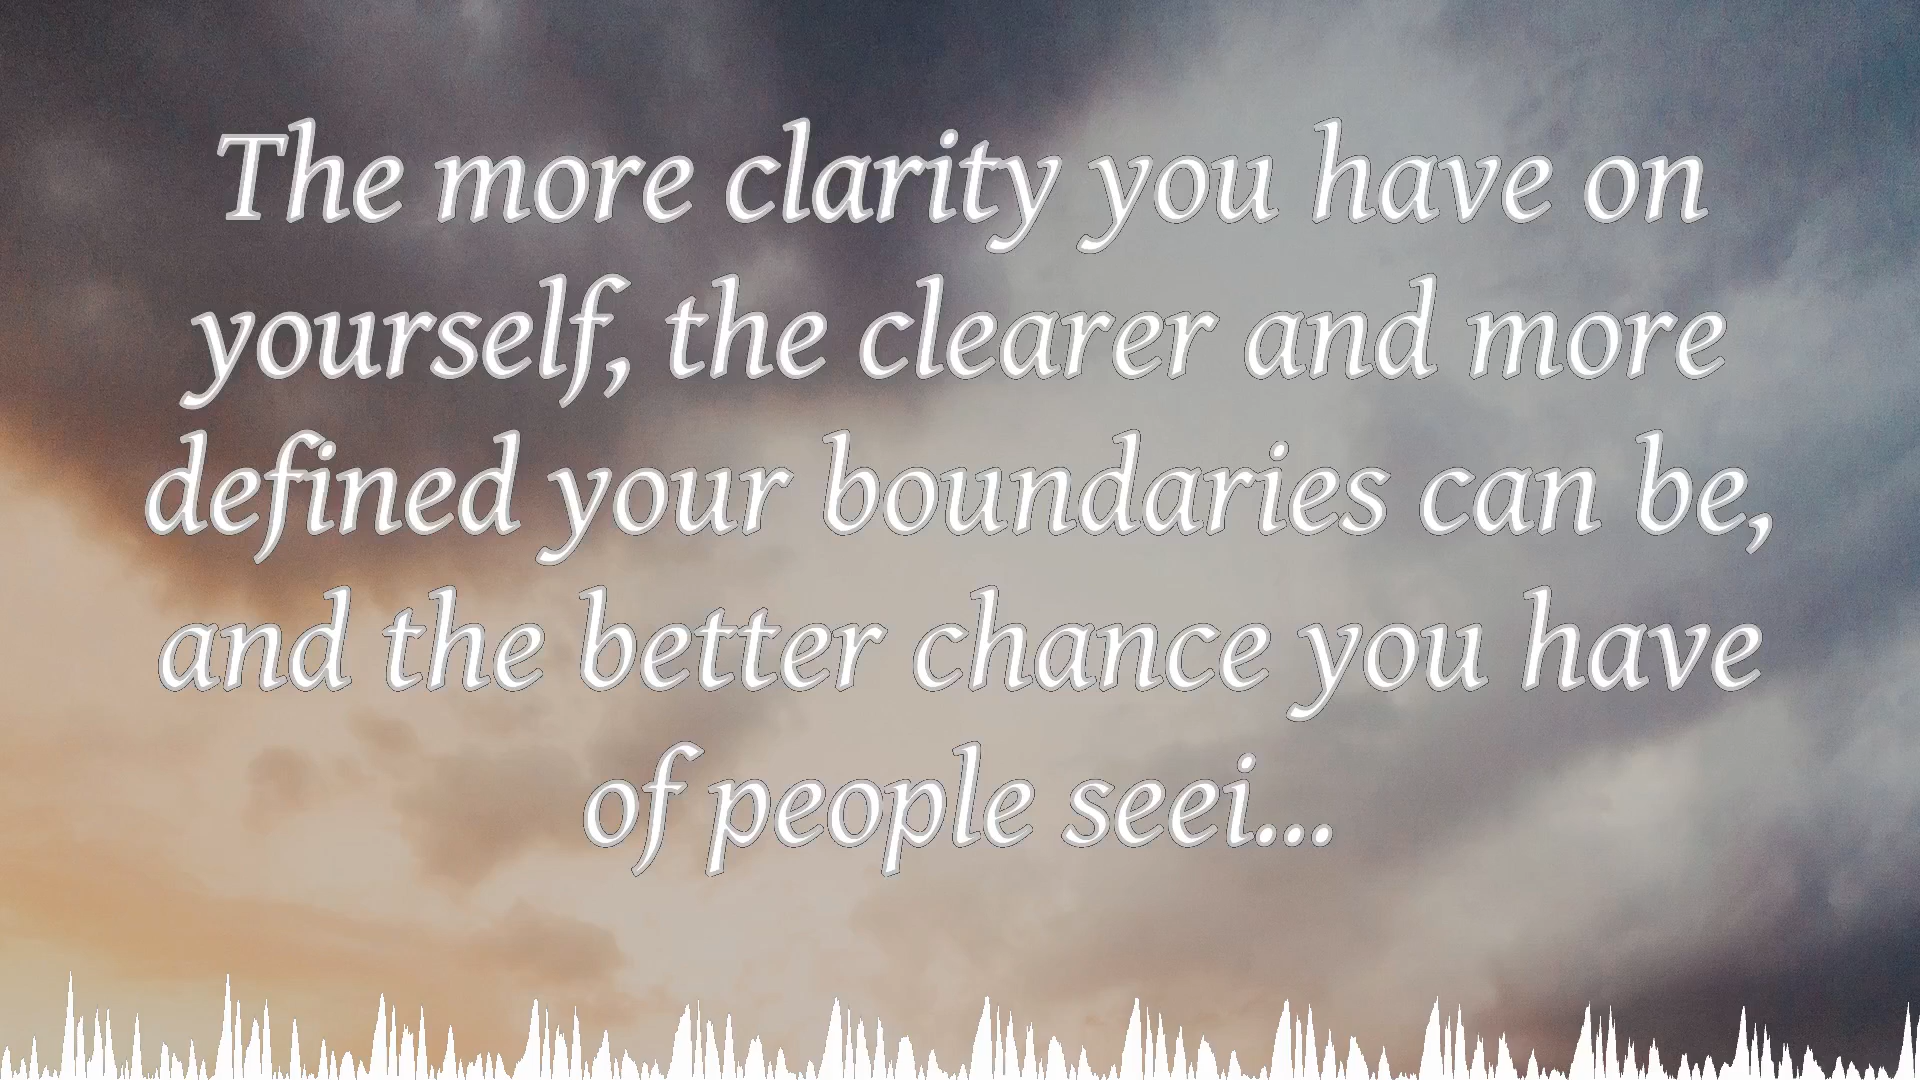 The more clarity you have on
yourself, the clearer and more
defined your boundaries can be,
and the better chance you have
of people seei...